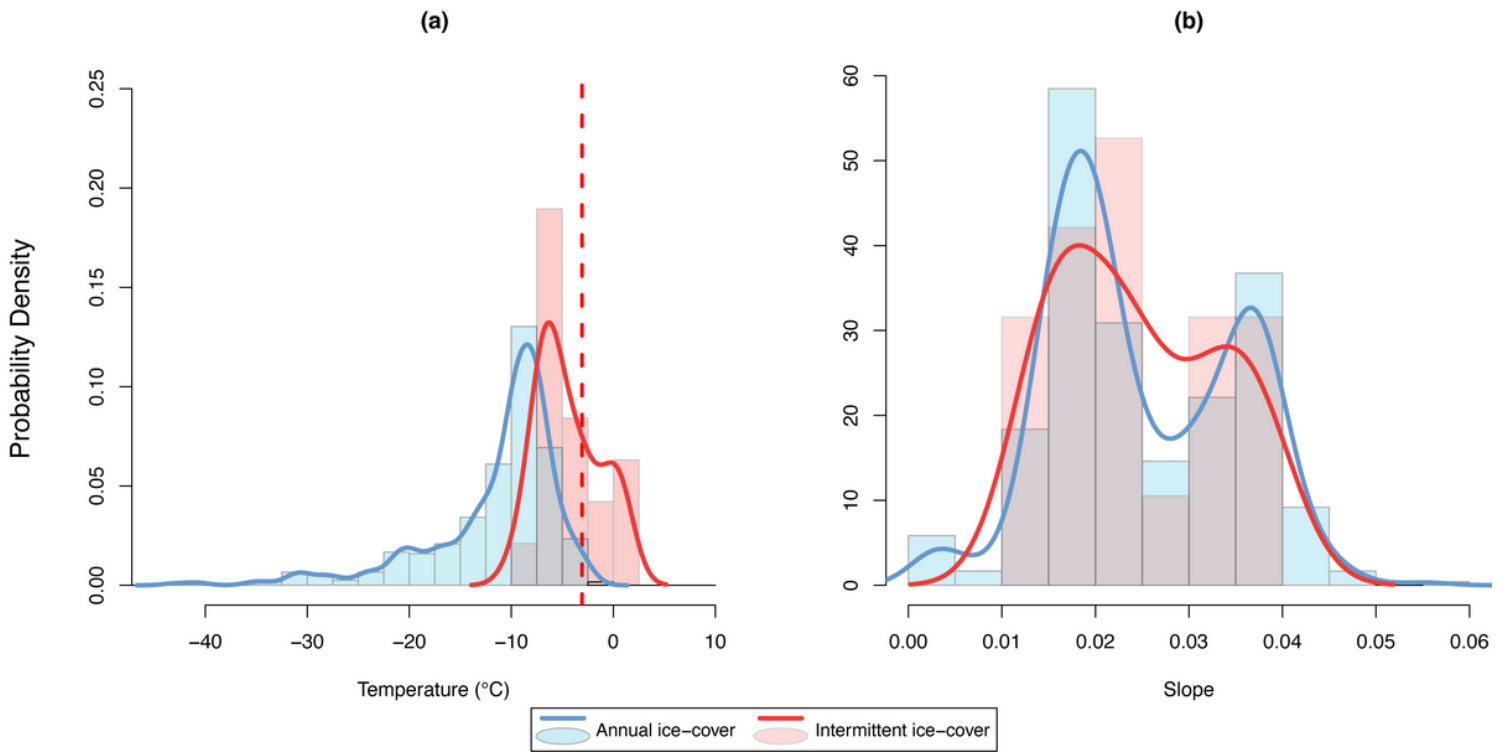 (a)
(b)
Probability Density
0.25
0.20
0.15
0.10
0.05
0.00
−40 −30 −20 −10 0 10
Temperature (°C)
60
50
40
30
20
10
0
0.00 0.01 0.02 0.03 0.04 0.05 0.06
Slope
Annual ice−cover
Intermittent ice−cover